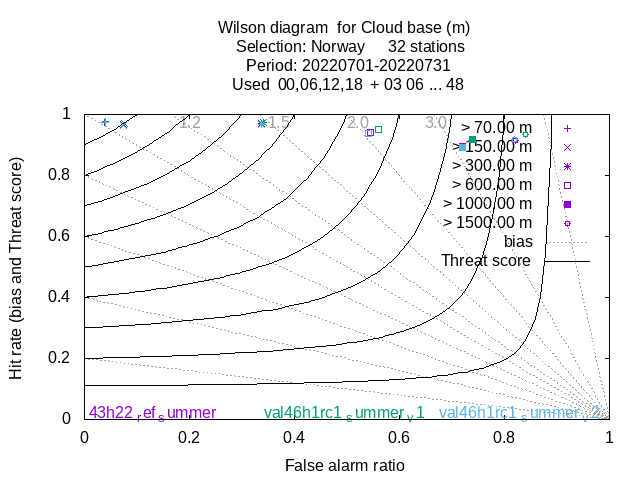 Wilson diagram for Cloud base (m)
Selection: Norway 32 stations
Period: 20220701-20220731
Used 00,06,12,18 + 03 06 ... 48
1
1.2
1.5
2.0
3.0
> 70.00 m
> 150.00 m
> 300.00 m
> 600.00 m
> 1000.00 m
> 1500.00 m
bias
Threat score
0.8
0.6
0.4
0.2
0
Hit rate (bias and Threat score)
43h22refsummer val46h1rc1summerv1 val46h1rc1summerv2
0 0.2 0.4 0.6 0.8 1
False alarm ratio